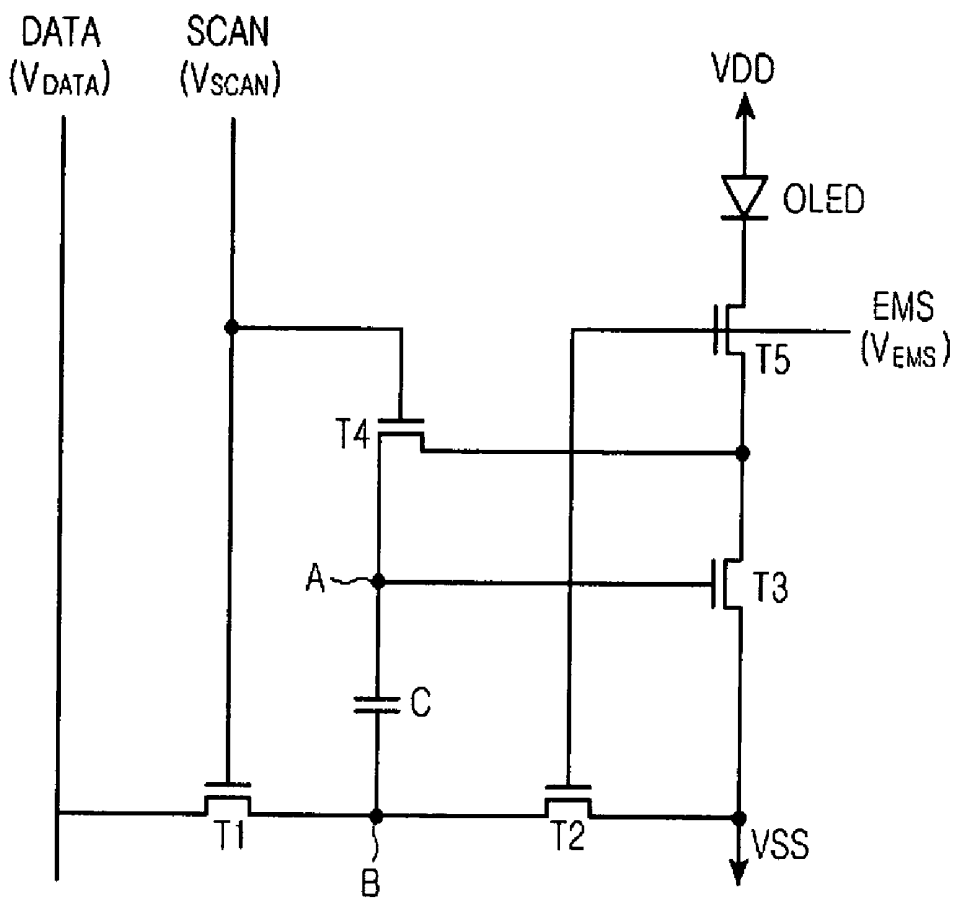 DATA
(VDATA)
SCAN
(VSCAN)
VDD
OLED
EMS
(VEMS)
T5
T4
A
T3
C
T1
T2
VSS
B